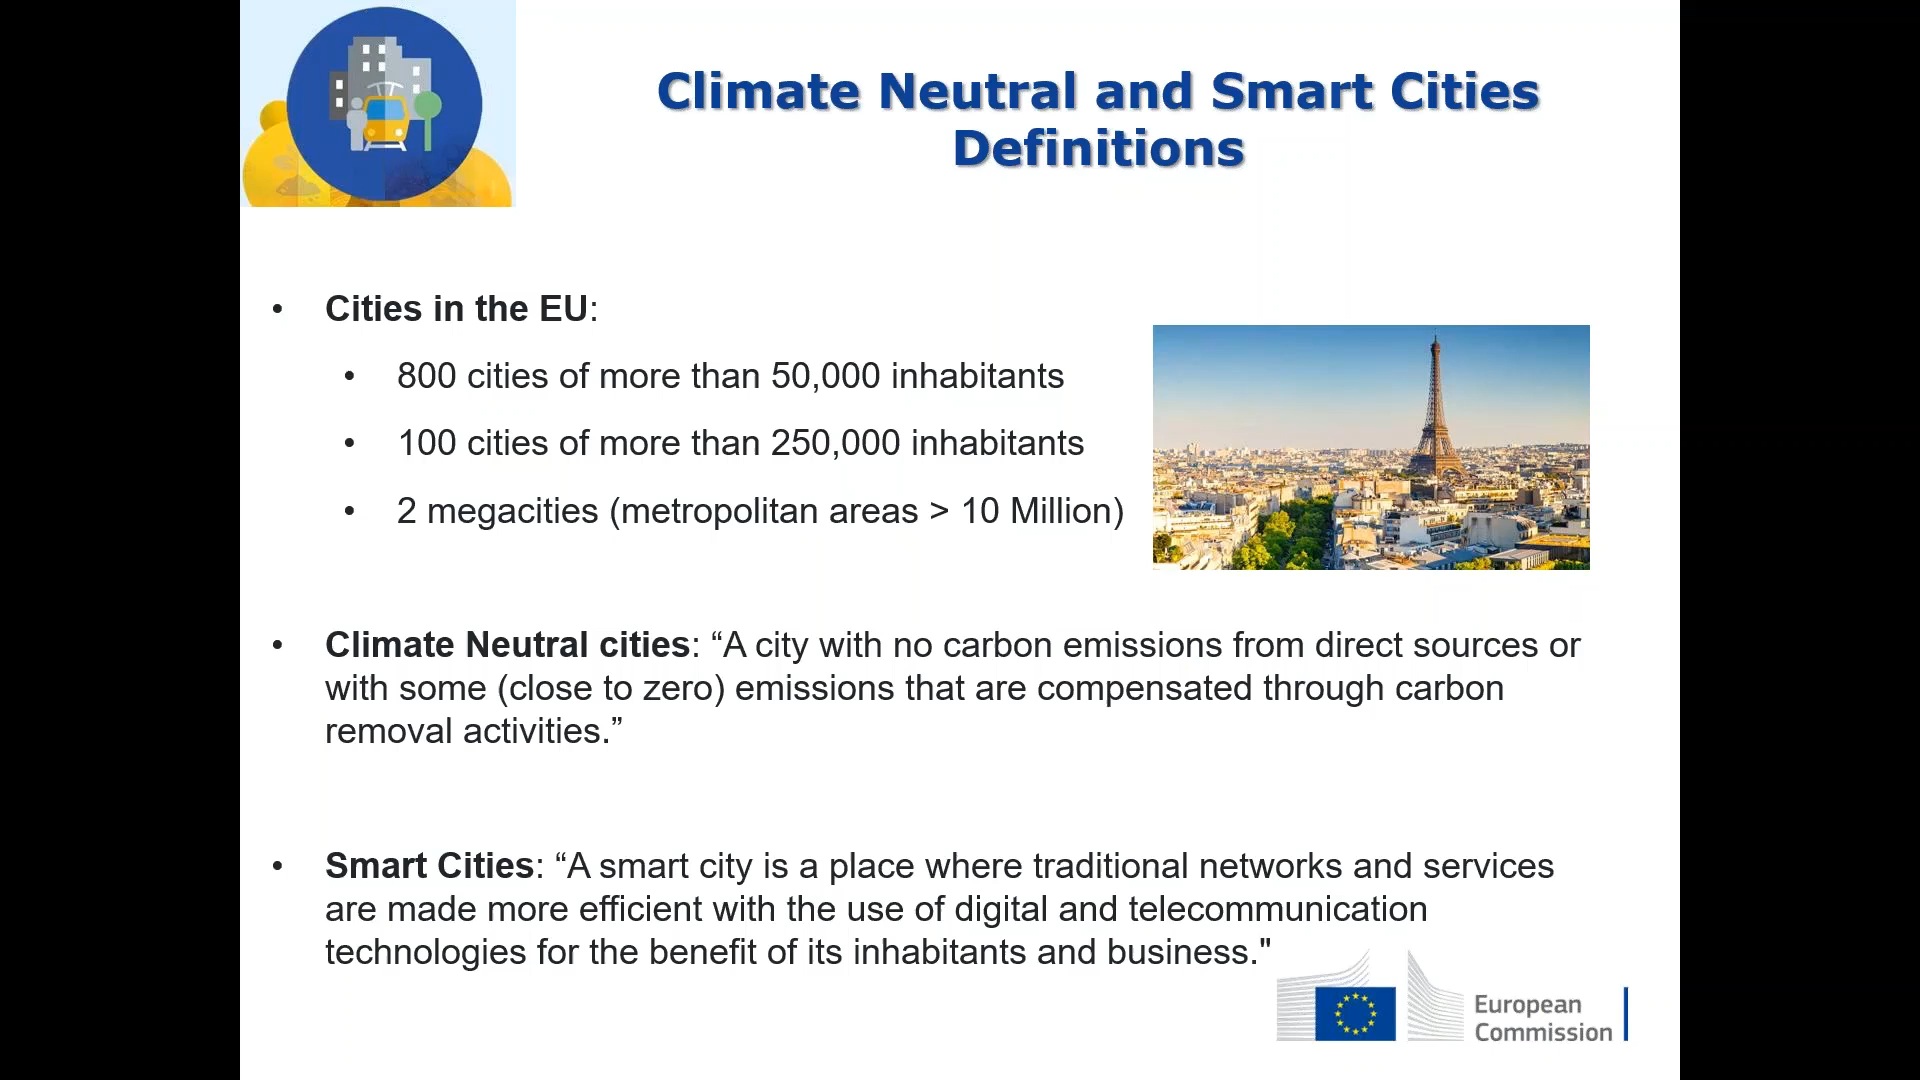 Climate Neutral and Smart Cities
Definitions
• Cities in the EU:
• 800 cities of more than 50,000 inhabitants
• 100 cities of more than 250,000 inhabitants
• 2 megacities (metropolitan areas > 10 Million)
• Climate Neutral cities: “A city with no carbon emissions from direct sources or
with some (close to zero) emissions that are compensated through carbon
removal activities.”
• Smart Cities: “A smart city is a place where traditional networks and services
are made more efficient with the use of digital and telecommunication
technologies for the benefit of its inhabitants and business."
European
Commission